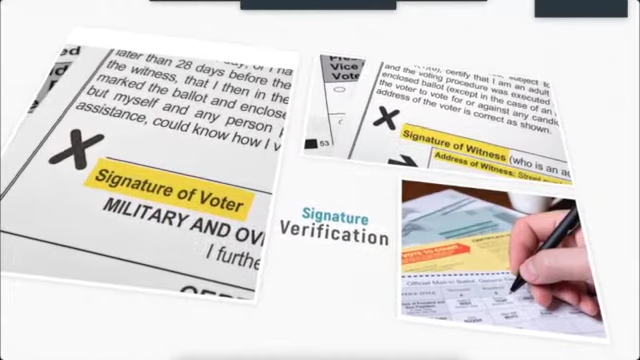 later than 28 days before the
the witness, that I then in the
marked the ballot and enclose
but myself and any person
assistance, could know how I v
X
Signature of Voter
MILITARY AND OV
I furthe
Vice
Vote
53
and the voting procedure was executed
enclosed ballot (except in the case of an
the voter to vote for or against any candi
address of the voter is correct as shown.
X
Signature of Witness (who is an ad
Address of Witness: Street
Signature
Verification
Official Mail-in Ballot